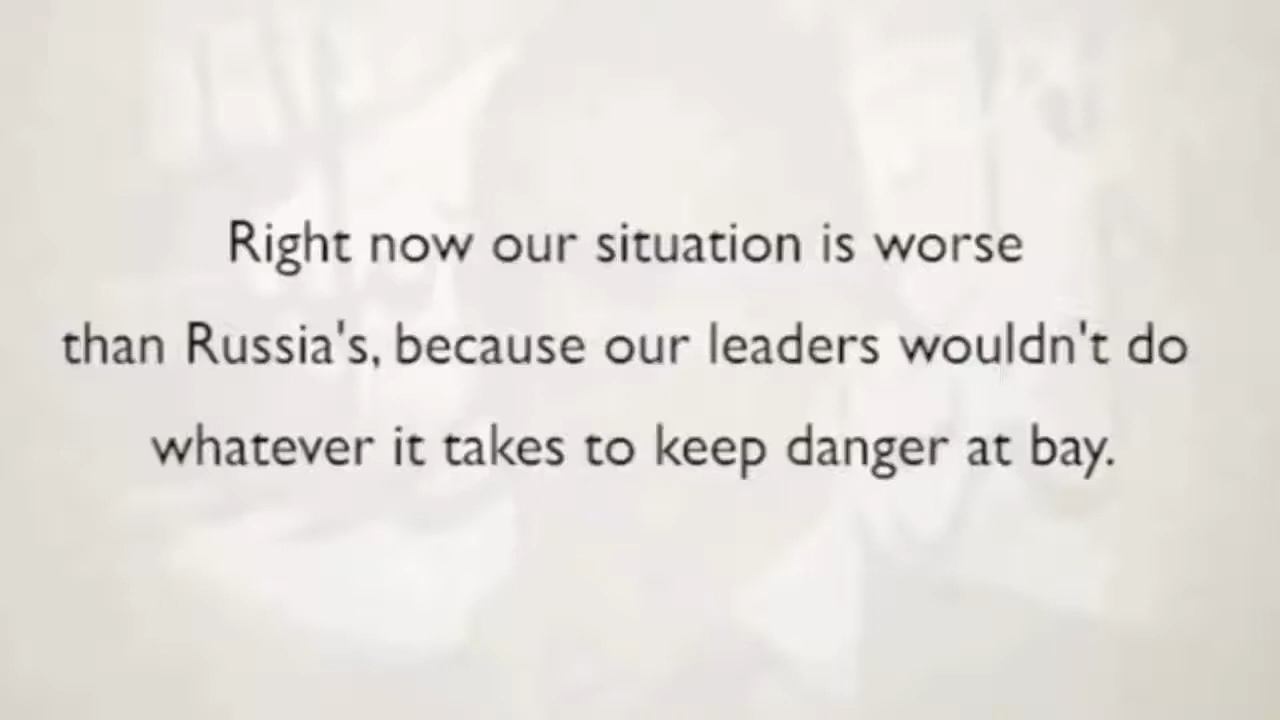 Right now our situation is worse
than Russia's, because our leaders wouldn't do
whatever it takes to keep danger at bay.